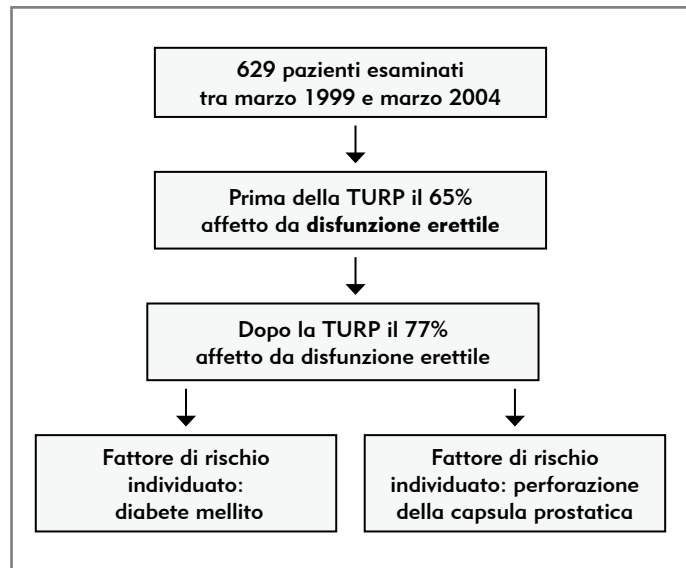 629 pazienti esaminati
tra marzo 1999 e marzo 2004
Prima della TURP il 65%
affetto da disfunzione erettile
Dopo la TURP il 77%
affetto da disfunzione erettile
Fattore di rischio
individuato:
diabete mellito
Fattore di rischio
individuato: perforazione
della capsula prostatica